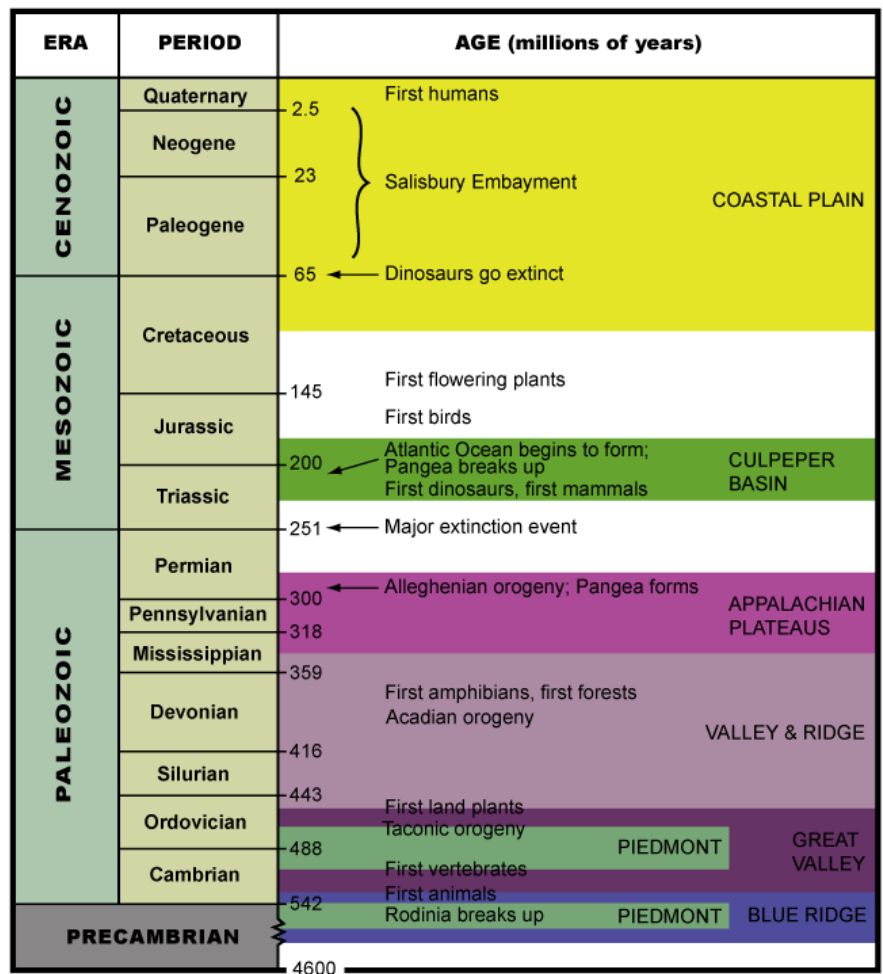 ERA PERIOD AGE (millions of years)
CENOZOIC
Quaternary First humans
2.5
Neogene
23 Salisbury Embayment
COASTAL PLAIN
Paleogene
65 Dinosaurs go extinct
MESOZOIC
Cretaceous
First flowering plants
145
First birds
Jurassic
Atlantic Ocean begins to form;
200 Pangea breaks up
CULPEPER
BASIN
First dinosaurs, first mammals
Triassic
251 Major extinction event
PALEOZOIC
Permian
Alleghenian orogeny; Pangea forms
300
APPALACHIAN
PLATEAUS
Pennsylvanian
318
Mississippian
359
First amphibians, first forests
Devonian Acadian orogeny
VALLEY & RIDGE
416
Silurian
443
First land plants
Ordovician Taconic orogeny
PIEDMONT
GREAT
VALLEY
488
First vertebrates
Cambrian
First animals
542
Rodinia breaks up PIEDMONT BLUE RIDGE
PRECAMBRIAN
4600